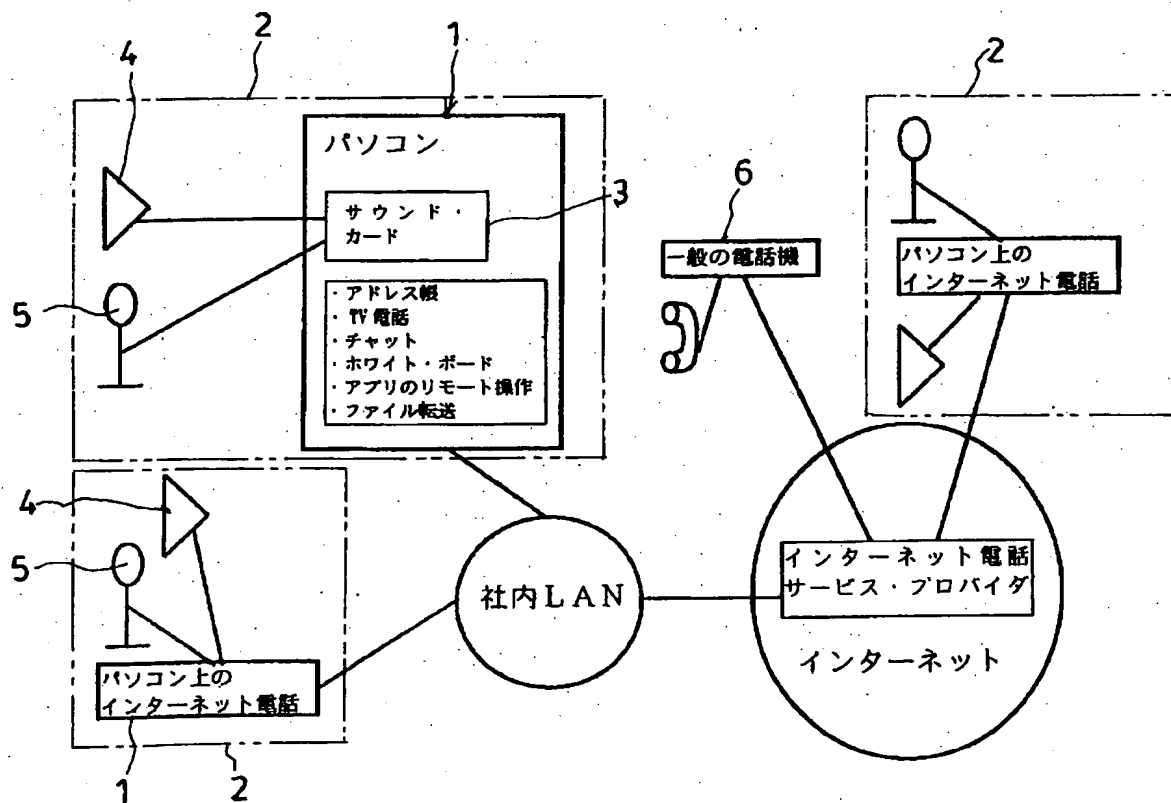 2
1
2
4
パソコン
サウンド・
カード
3
6
一般の電話機
パソコン上の
インターネット電話
5
・アドレス帳
・TV電話
・チャット
・ホワイト・ボード
・アプリのリモート操作
・ファイル転送
4
5
社内LAN
インターネット電話
サービス・プロバイダ
インターネット
パソコン上の
インターネット電話
1
2